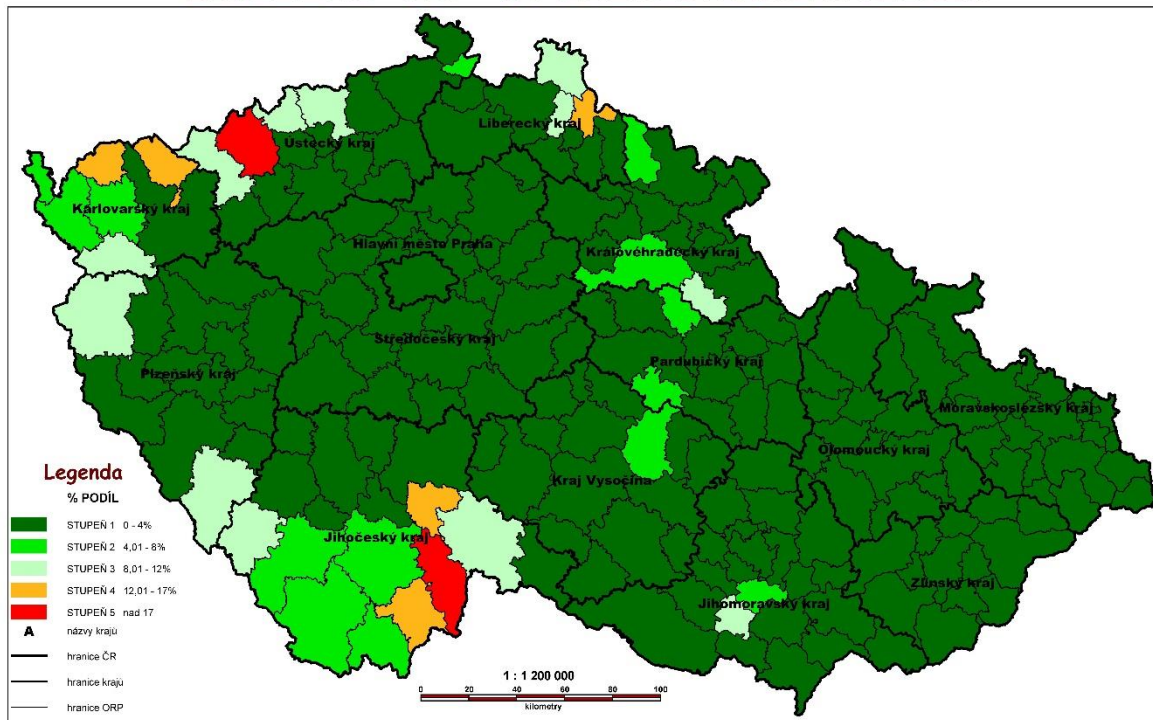 Liberecký kraj
Ústecký kraj
Karlovarský kraj
Hlavní město Praha
Královéhradecký kraj
Středočeský kraj
Pardubický kraj
Plzeňský kraj
Moravskoslezský kraj
Olomoucký kraj
Kraj Vysočina
Jihočeský kraj
Zlínský kraj
Jihomoravský kraj
Legenda
% PODÍL
STUPEŇ 1 0 - 4%
STUPEŇ 2 4,01 - 8%
STUPEŇ 3 8,01 - 12%
STUPEŇ 4 12,01 - 17%
STUPEŇ 5 nad 17
A názvy krajů
hranice ČR
hranice krajů
hranice ORP
1 : 1 200 000
0 20 40 60 80 100
kilometry